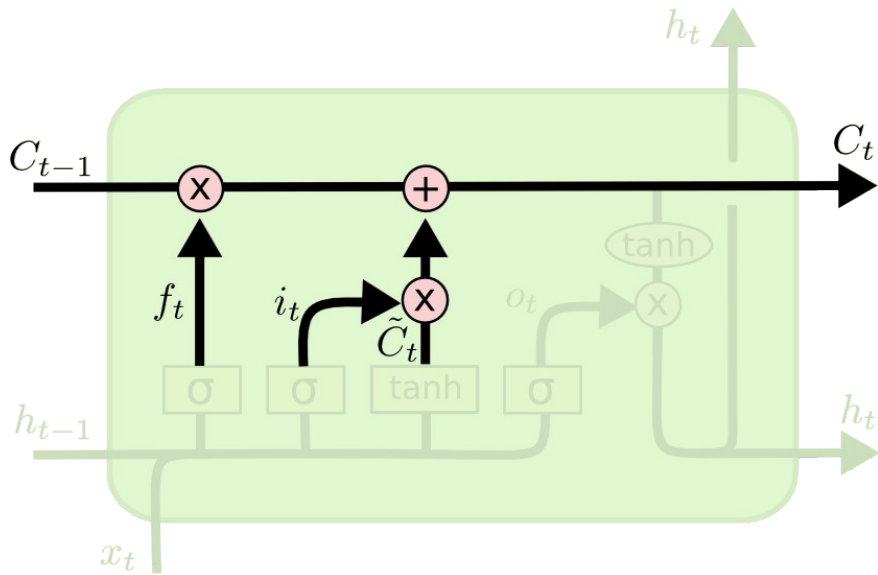 h_t
C_{t-1}
C_t
x
+
tanh
f_t
i_t
x
o_t
x
C̃_t
σ
σ
tanh
σ
h_{t-1}
h_t
x_t